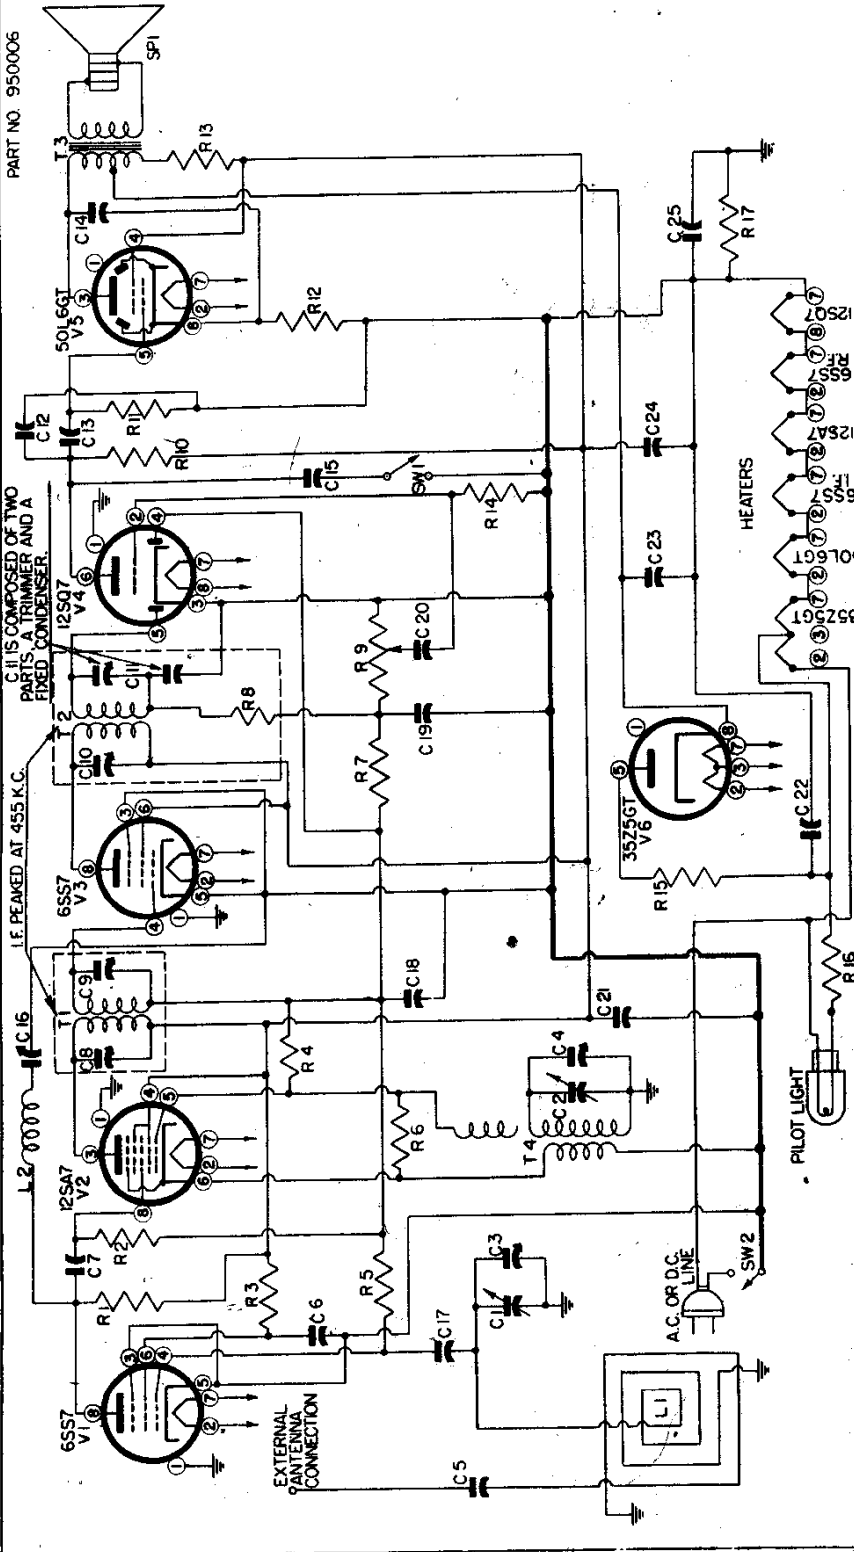 PART NO. 950006
C 11 IS COMPOSED OF TWO
PARTS, A TRIMMER AND A
FIXED CONDENSER.
I.F. PEAKED AT 455 K.C.
L2
C16
6SS7
V1
12SA7
V2
6SS7
V3
12SQ7
V4
50L6GT
V5
SP1
T1
T2
T3
T4
C7
C8
C9
C10
C11
C12
C13
C14
C15
R1
R2
R3
R4
R5
R6
R7
R8
R9
R10
R11
R12
R13
R14
SW1
C6
C17
C18
C19
C20
C1
C2
C3
C4
C5
C21
EXTERNAL
ANTENNA
CONNECTION
L1
A.C. OR D.C.
LINE
SW2
PILOT LIGHT
R16
R15
35Z5GT
V6
C22
C23
C24
C25
R17
HEATERS
35Z5GT
50L6GT
6SS7
I.F.
12SA7
6SS7
R.F.
12SQ7